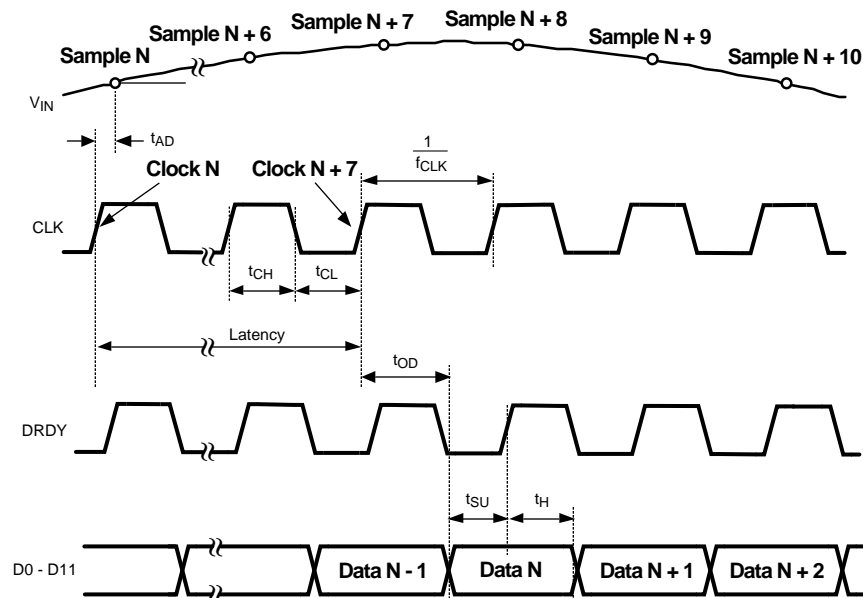 Sample N
Sample N + 6
Sample N + 7
Sample N + 8
Sample N + 9
Sample N + 10
VIN
tAD
Clock N
Clock N + 7
1
fCLK
CLK
tCH
tCL
Latency
tOD
DRDY
tSU
tH
D0 - D11
Data N - 1
Data N
Data N + 1
Data N + 2